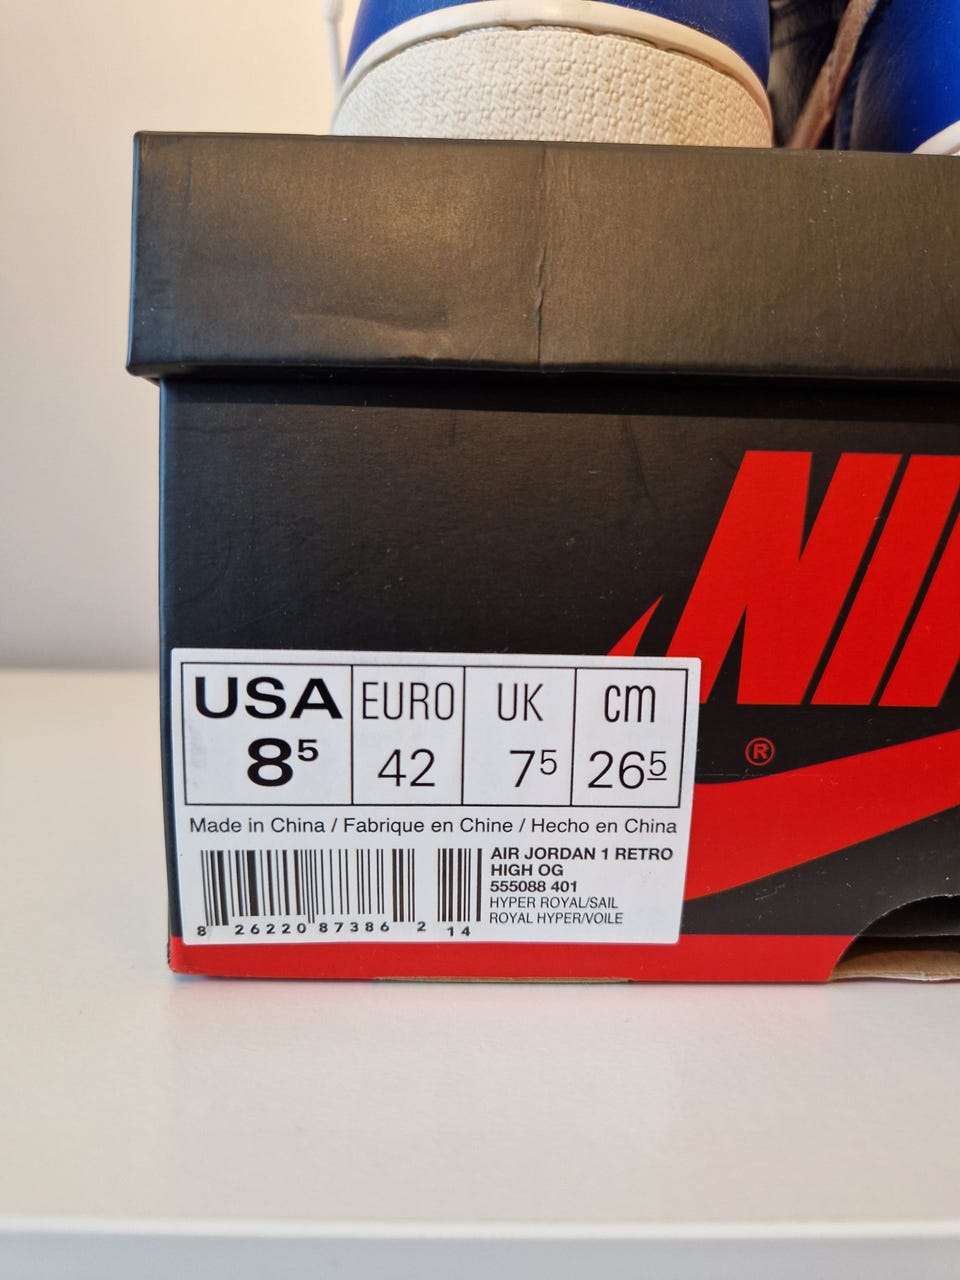 NIK
®
USA EURO UK cm
8⁵ 42 7⁵ 26⁵
Made in China / Fabrique en Chine / Hecho en China
AIR JORDAN 1 RETRO
HIGH OG
555088 401
HYPER ROYAL/SAIL
ROYAL HYPER/VOILE
8 26220 87386 2 14